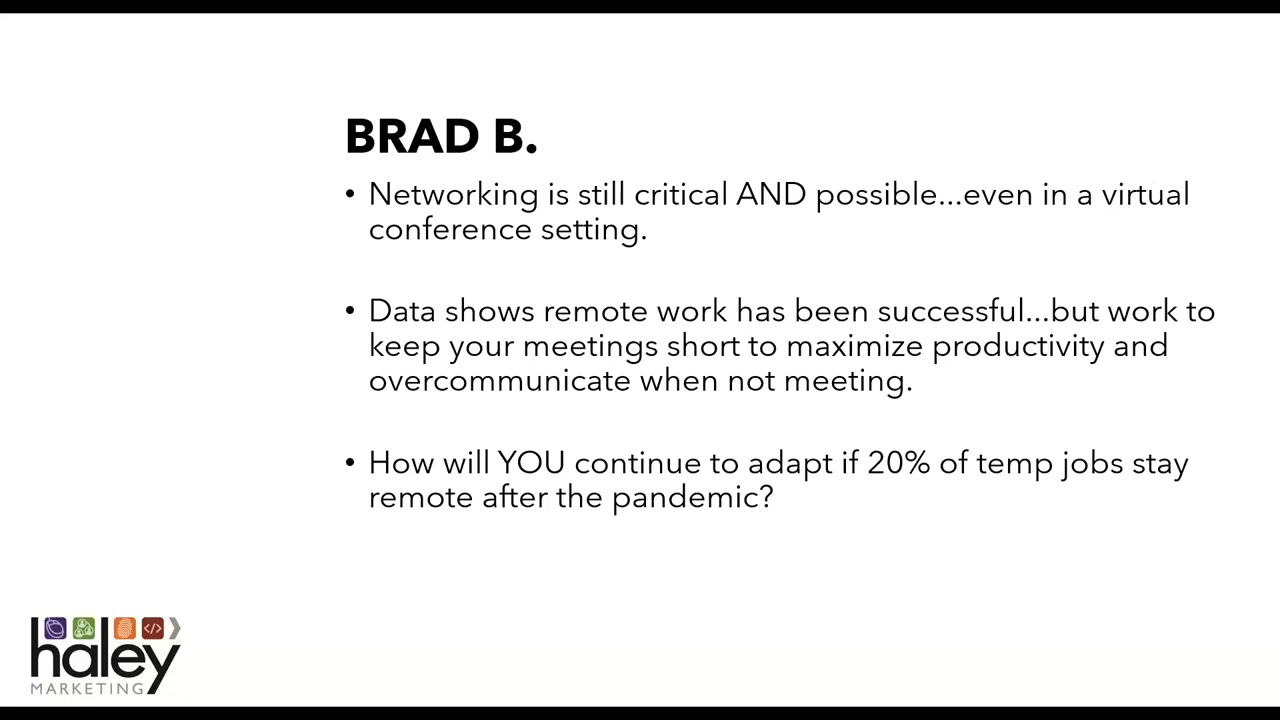 BRAD B.
• Networking is still critical AND possible...even in a virtual
conference setting.
• Data shows remote work has been successful...but work to
keep your meetings short to maximize productivity and
overcommunicate when not meeting.
• How will YOU continue to adapt if 20% of temp jobs stay
remote after the pandemic?
</>
haley
MARKETING